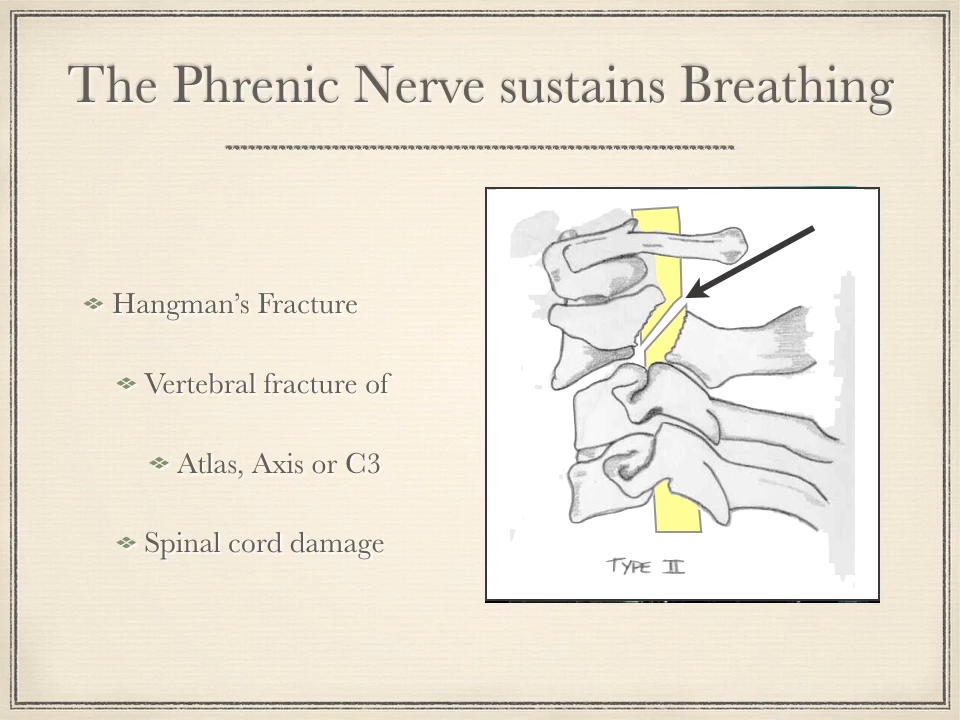 The Phrenic Nerve sustains Breathing
Hangman’s Fracture
Vertebral fracture of
Atlas, Axis or C3
Spinal cord damage
TYPE II